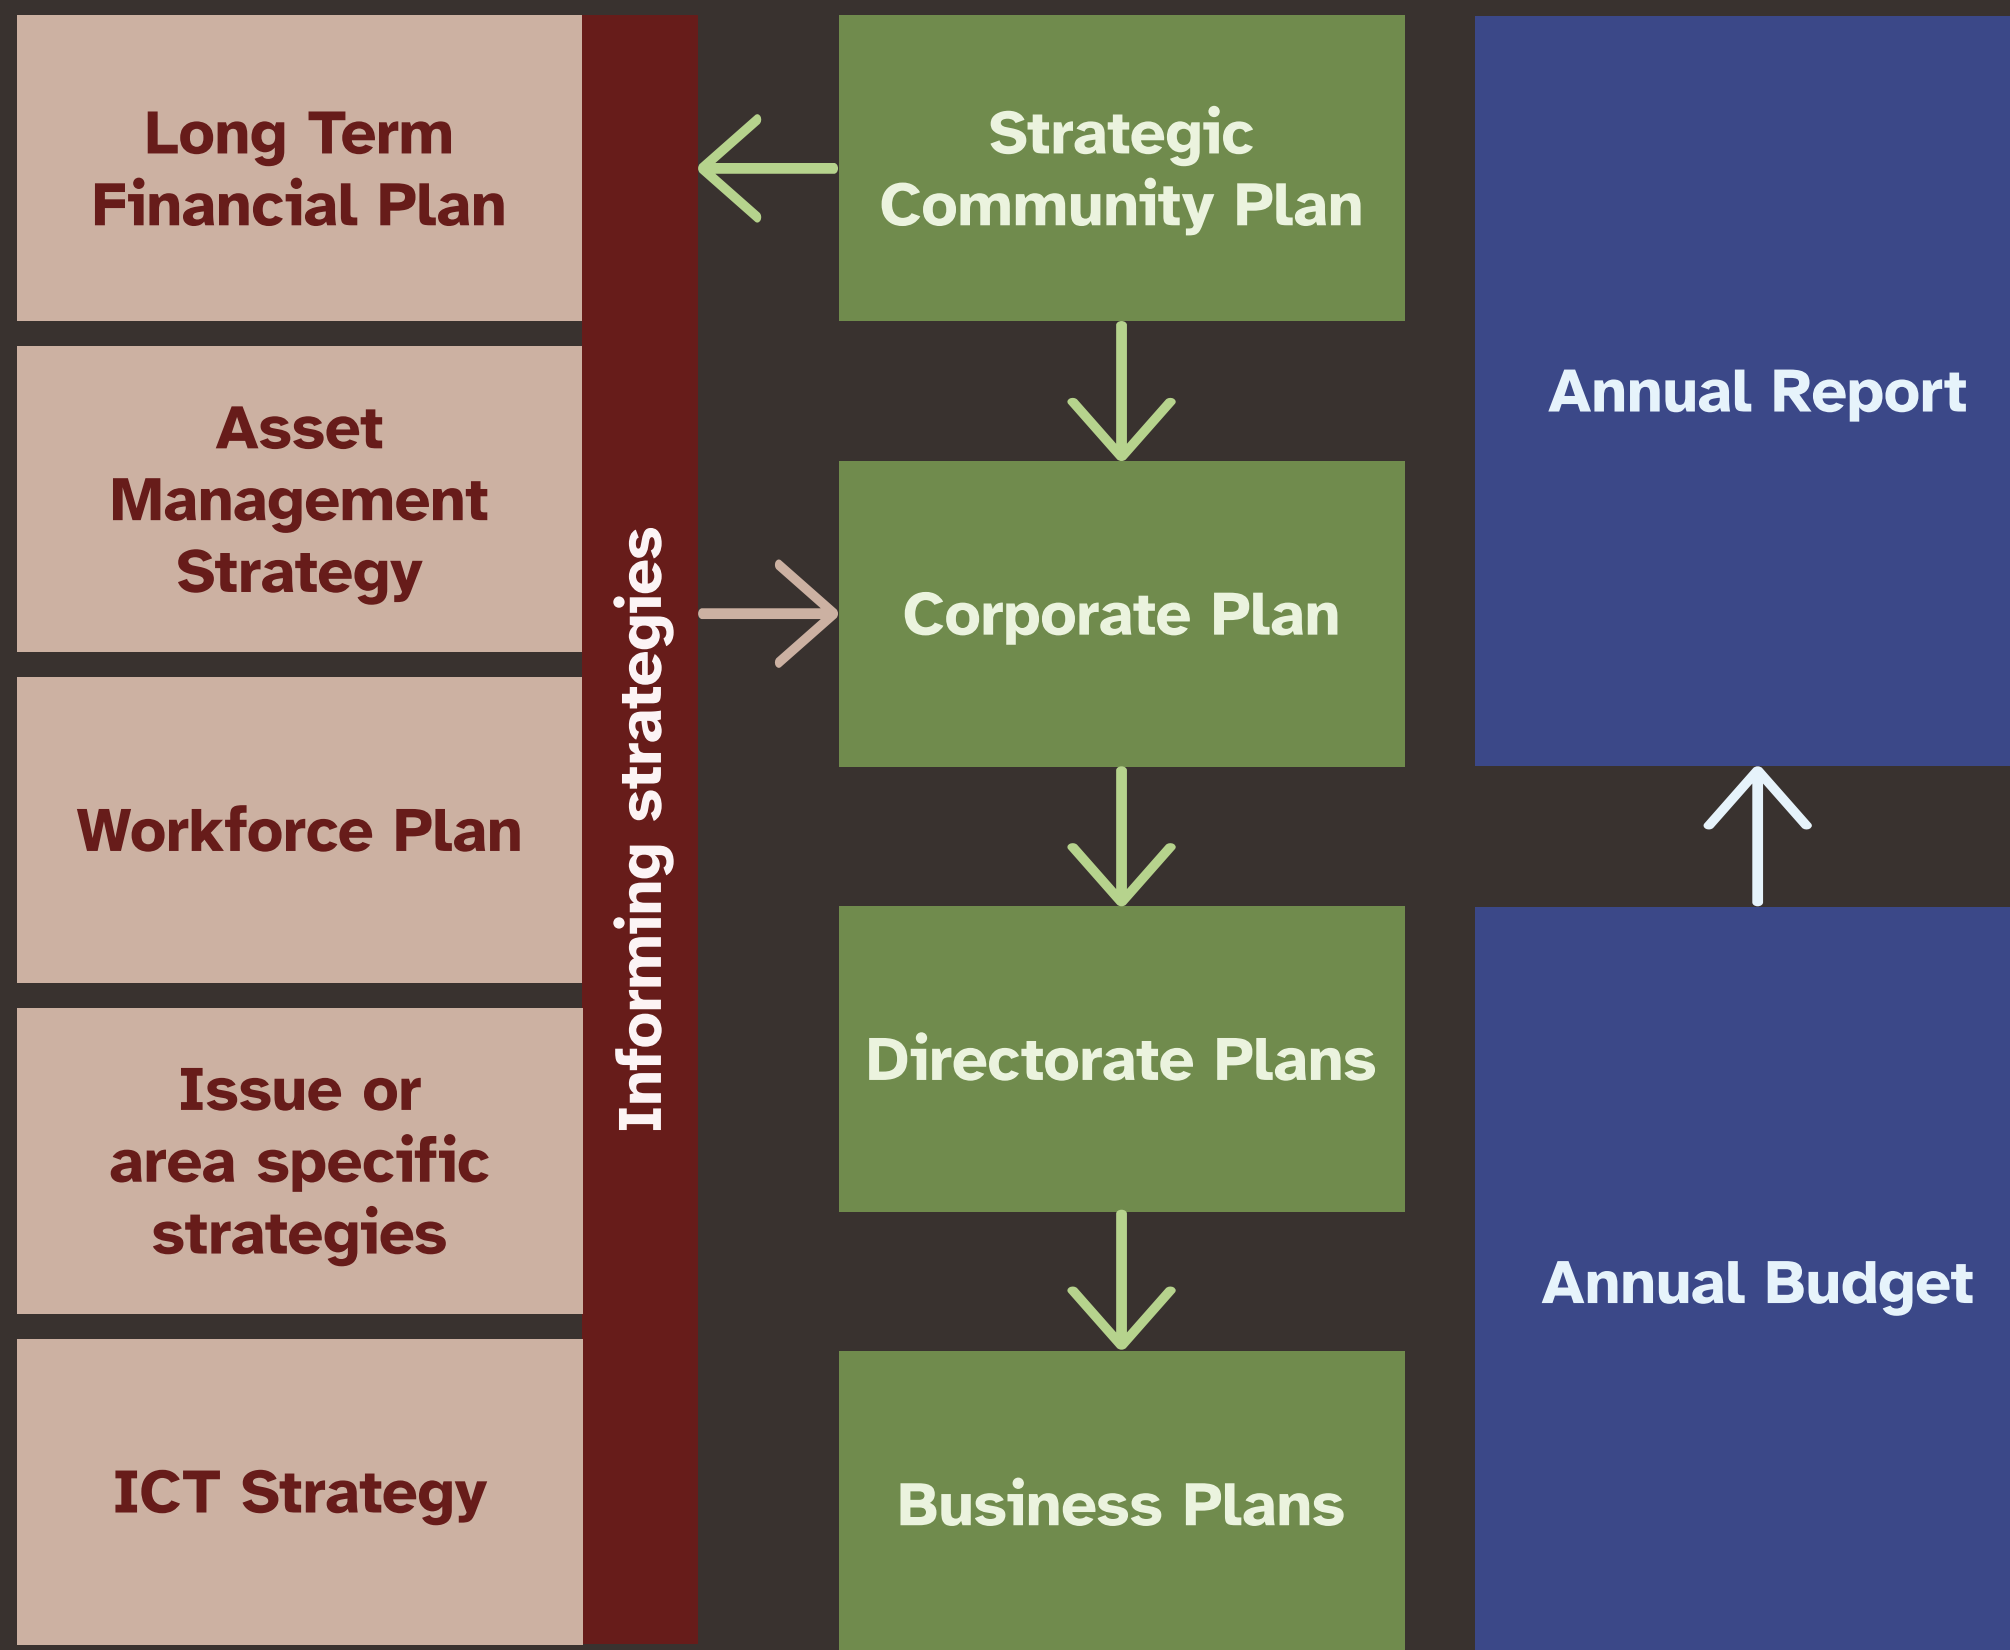 Long Term
Financial Plan
Asset
Management
Strategy
Workforce Plan
Issue or
area specific
strategies
ICT Strategy
Informing strategies
Strategic
Community Plan
Corporate Plan
Directorate Plans
Business Plans
Annual Report
Annual Budget